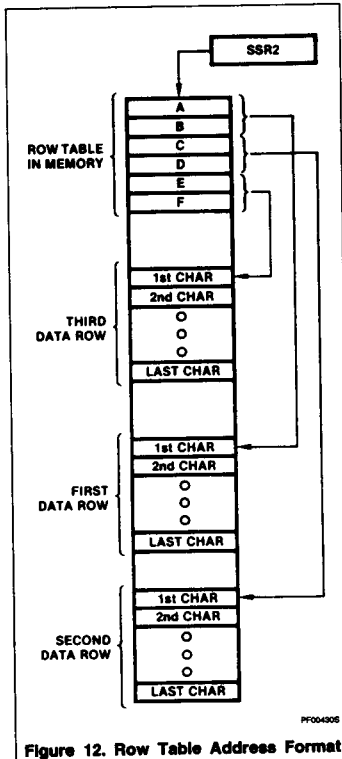 SSR2
A
B
ROW TABLE
IN MEMORY
C
D
E
F
1st CHAR
2nd CHAR
THIRD
DATA ROW
LAST CHAR
1st CHAR
2nd CHAR
FIRST
DATA ROW
LAST CHAR
1st CHAR
2nd CHAR
SECOND
DATA ROW
LAST CHAR
PF00430S
Figure 12. Row Table Address Format